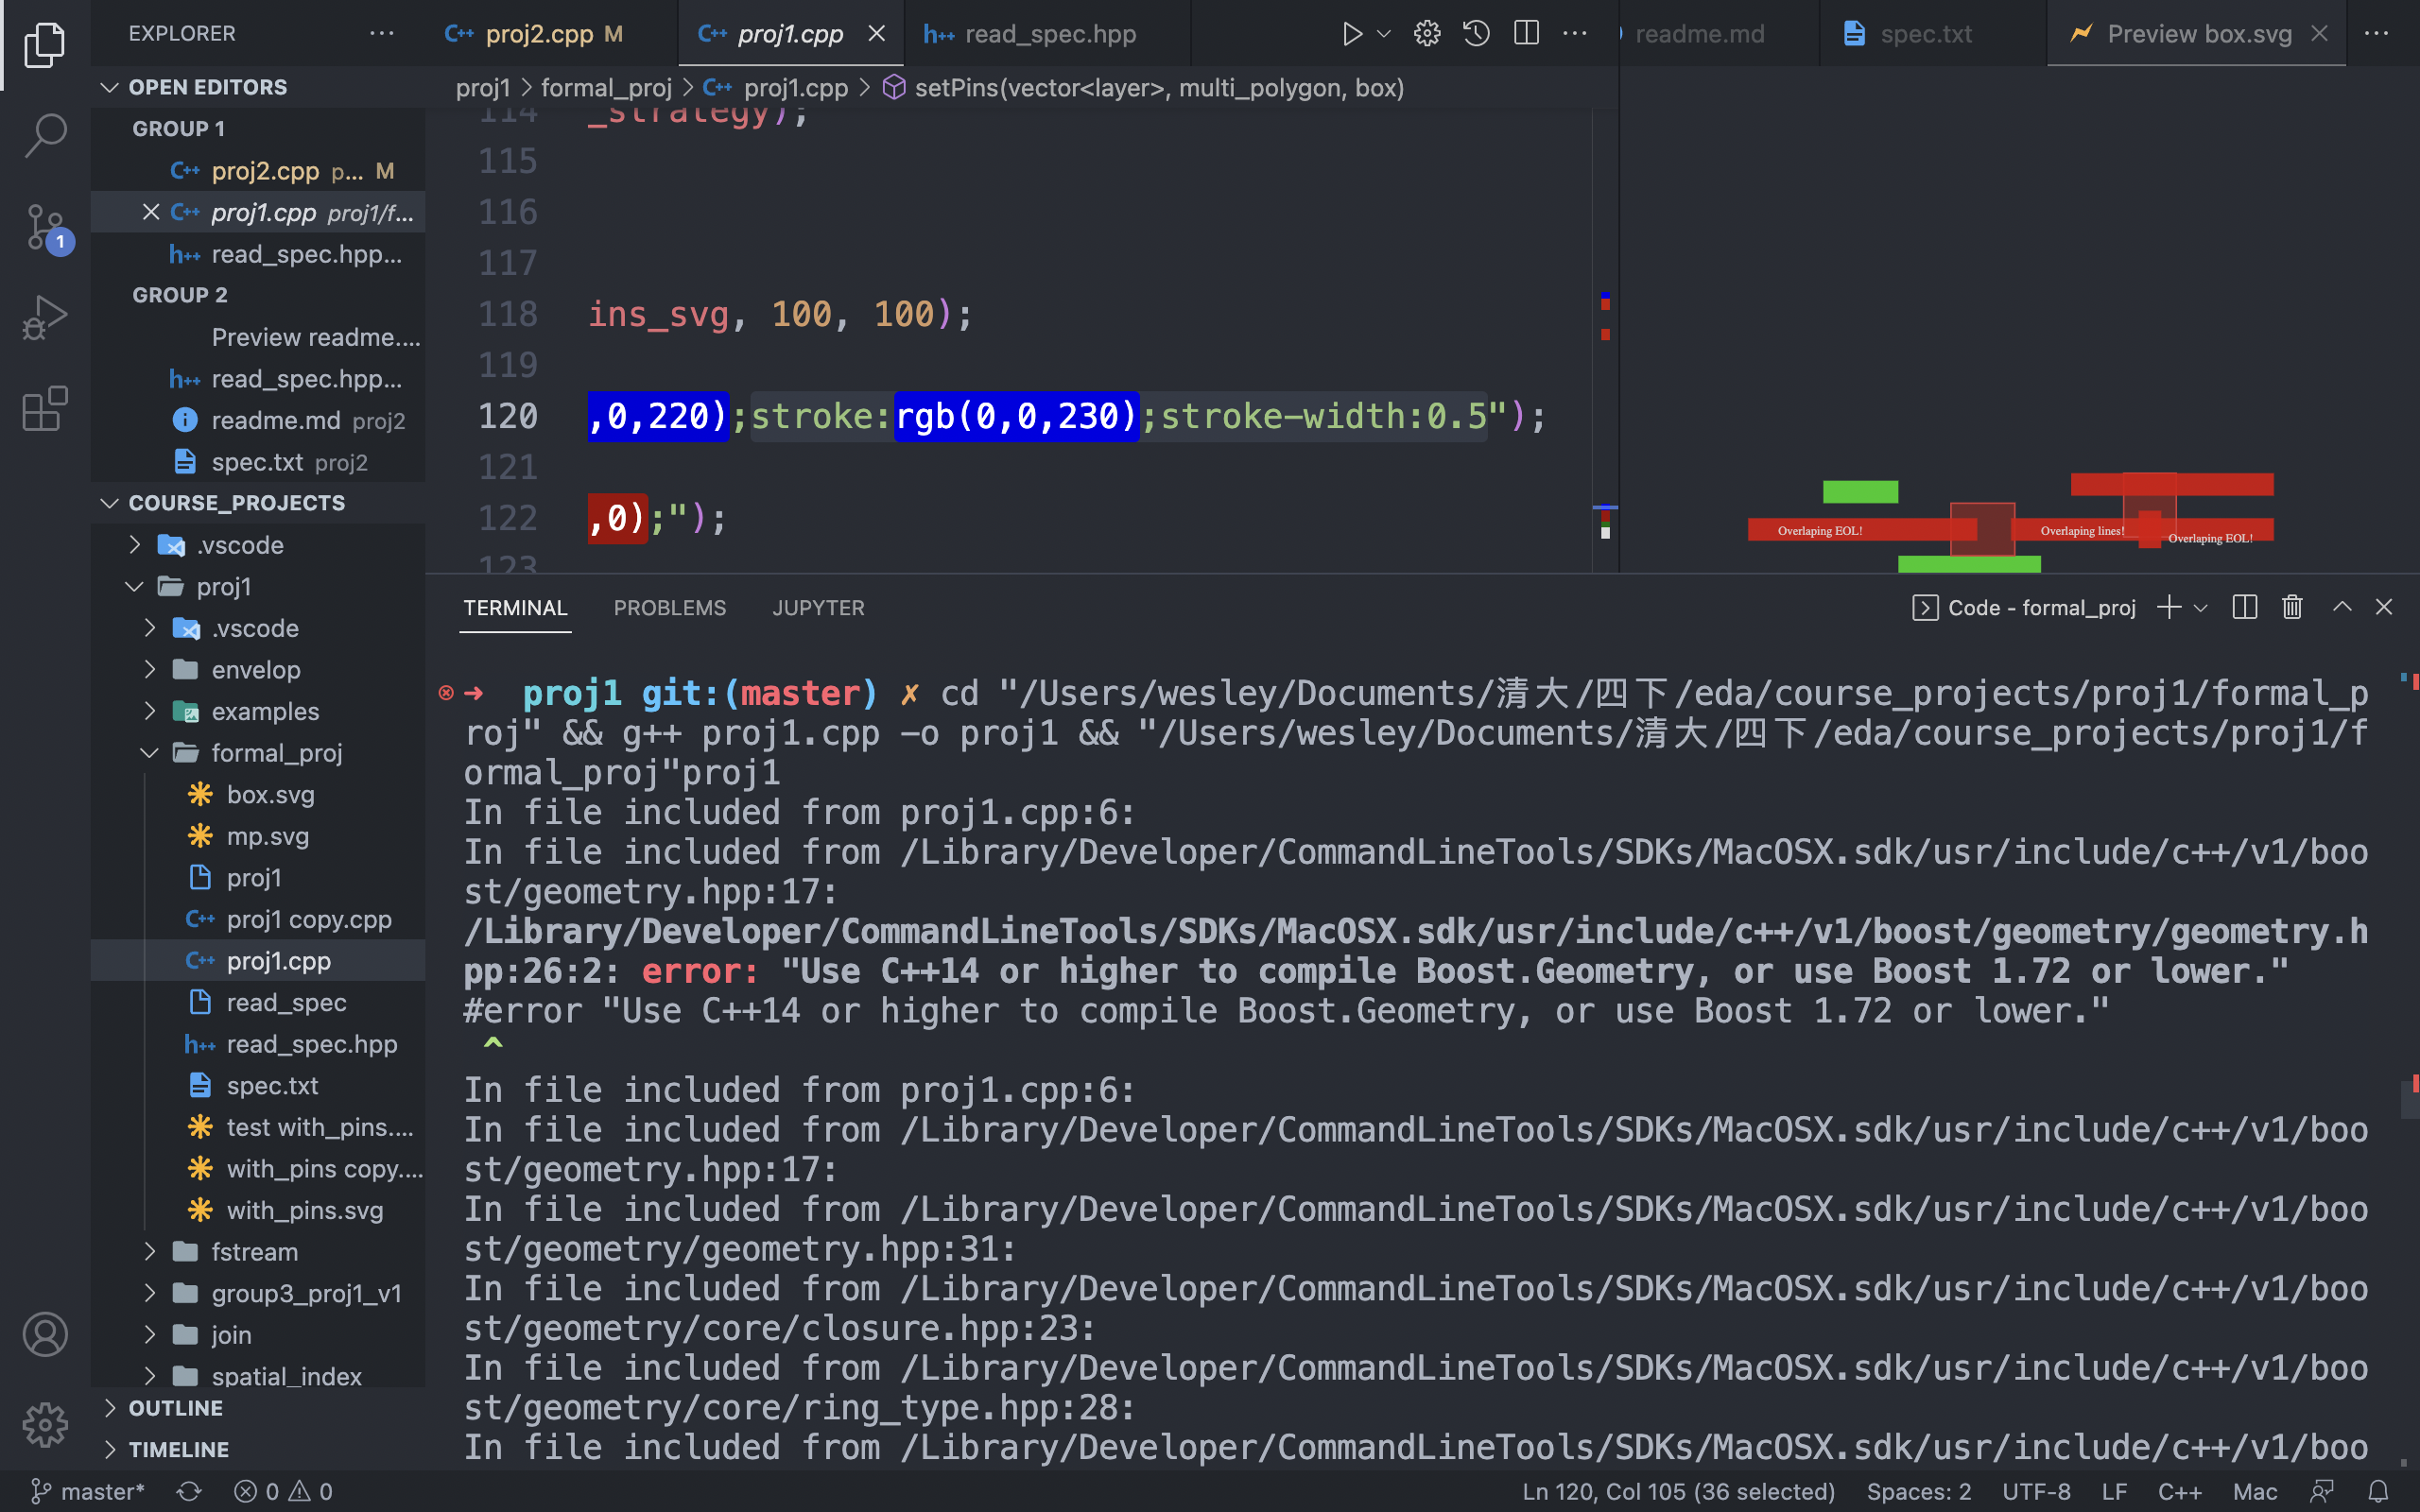 EXPLORER
proj2.cpp M
proj1.cpp
read_spec.hpp
readme.md
spec.txt
Preview box.svg
OPEN EDITORS
GROUP 1
proj2.cpp p... M
proj1.cpp proj1/f...
read_spec.hpp...
GROUP 2
Preview readme....
read_spec.hpp...
readme.md proj2
spec.txt proj2
COURSE_PROJECTS
.vscode
proj1
.vscode
envelop
examples
formal_proj
box.svg
mp.svg
proj1
proj1 copy.cpp
proj1.cpp
read_spec
read_spec.hpp
spec.txt
test with_pins....
with_pins copy....
with_pins.svg
fstream
group3_proj1_v1
join
spatial_index
OUTLINE
TIMELINE
1
proj1 > formal_proj > proj1.cpp > setPins(vector<layer>, multi_polygon, box)
114 _strategy);
115
116
117
118 ins_svg, 100, 100);
119
120 ,0,220);stroke:rgb(0,0,230);stroke-width:0.5");
121
122 ,0);");
123
Overlaping EOL!
Overlaping lines!
Overlaping EOL!
TERMINAL PROBLEMS JUPYTER
Code - formal_proj
proj1 git:(master) ✗ cd "/Users/wesley/Documents/清大/四下/eda/course_projects/proj1/formal_p
roj" && g++ proj1.cpp -o proj1 && "/Users/wesley/Documents/清大/四下/eda/course_projects/proj1/f
ormal_proj"proj1
In file included from proj1.cpp:6:
In file included from /Library/Developer/CommandLineTools/SDKs/MacOSX.sdk/usr/include/c++/v1/boo
st/geometry.hpp:17:
/Library/Developer/CommandLineTools/SDKs/MacOSX.sdk/usr/include/c++/v1/boost/geometry/geometry.h
pp:26:2: error: "Use C++14 or higher to compile Boost.Geometry, or use Boost 1.72 or lower."
#error "Use C++14 or higher to compile Boost.Geometry, or use Boost 1.72 or lower."
^
In file included from proj1.cpp:6:
In file included from /Library/Developer/CommandLineTools/SDKs/MacOSX.sdk/usr/include/c++/v1/boo
st/geometry.hpp:17:
In file included from /Library/Developer/CommandLineTools/SDKs/MacOSX.sdk/usr/include/c++/v1/boo
st/geometry/geometry.hpp:31:
In file included from /Library/Developer/CommandLineTools/SDKs/MacOSX.sdk/usr/include/c++/v1/boo
st/geometry/core/closure.hpp:23:
In file included from /Library/Developer/CommandLineTools/SDKs/MacOSX.sdk/usr/include/c++/v1/boo
st/geometry/core/ring_type.hpp:28:
In file included from /Library/Developer/CommandLineTools/SDKs/MacOSX.sdk/usr/include/c++/v1/boo
master* 0 0
Ln 120, Col 105 (36 selected) Spaces: 2 UTF-8 LF C++ Mac